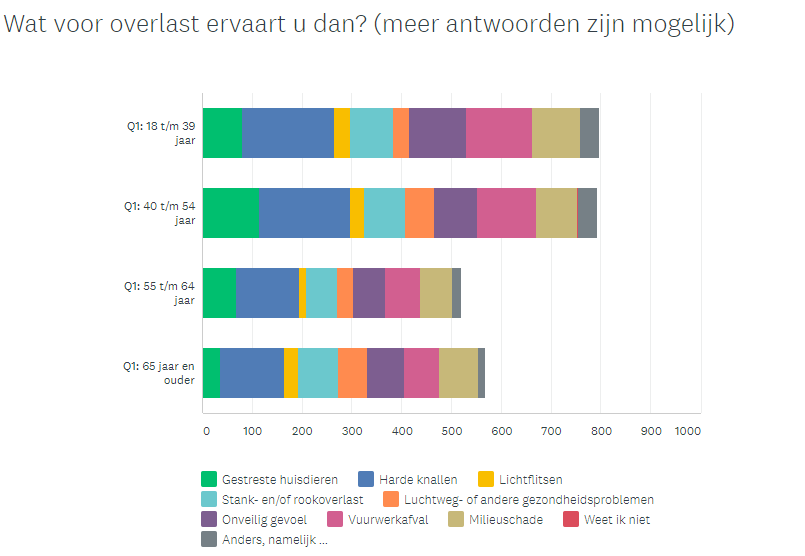 Wat voor overlast ervaart u dan? (meer antwoorden zijn mogelijk)
Q1: 18 t/m 39
jaar
Q1: 40 t/m 54
jaar
Q1: 55 t/m 64
jaar
Q1: 65 jaar en
ouder
0 100 200 300 400 500 600 700 800 900 1000
Gestreste huisdieren Harde knallen Lichtflitsen
Stank- en/of rookoverlast Luchtweg- of andere gezondheidsproblemen
Onveilig gevoel Vuurwerkafval Milieuschade Weet ik niet
Anders, namelijk ...